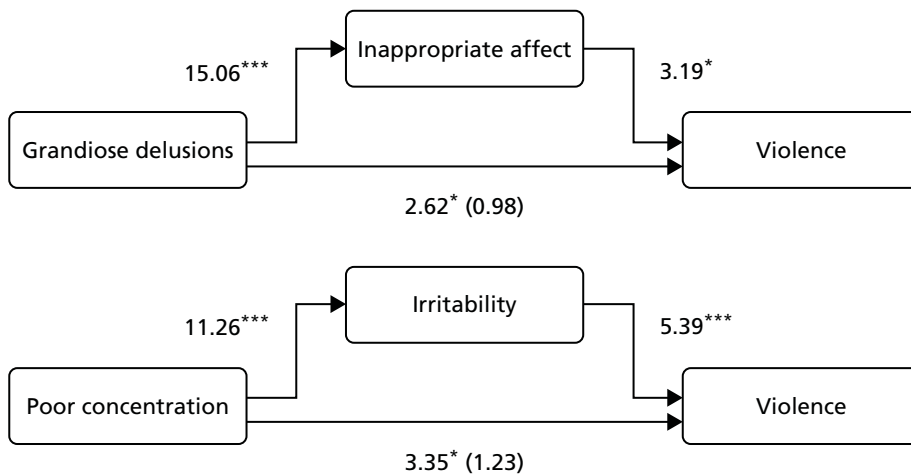 Inappropriate affect
15.06***
3.19*
Grandiose delusions
Violence
2.62* (0.98)
Irritability
11.26***
5.39***
Poor concentration
Violence
3.35* (1.23)